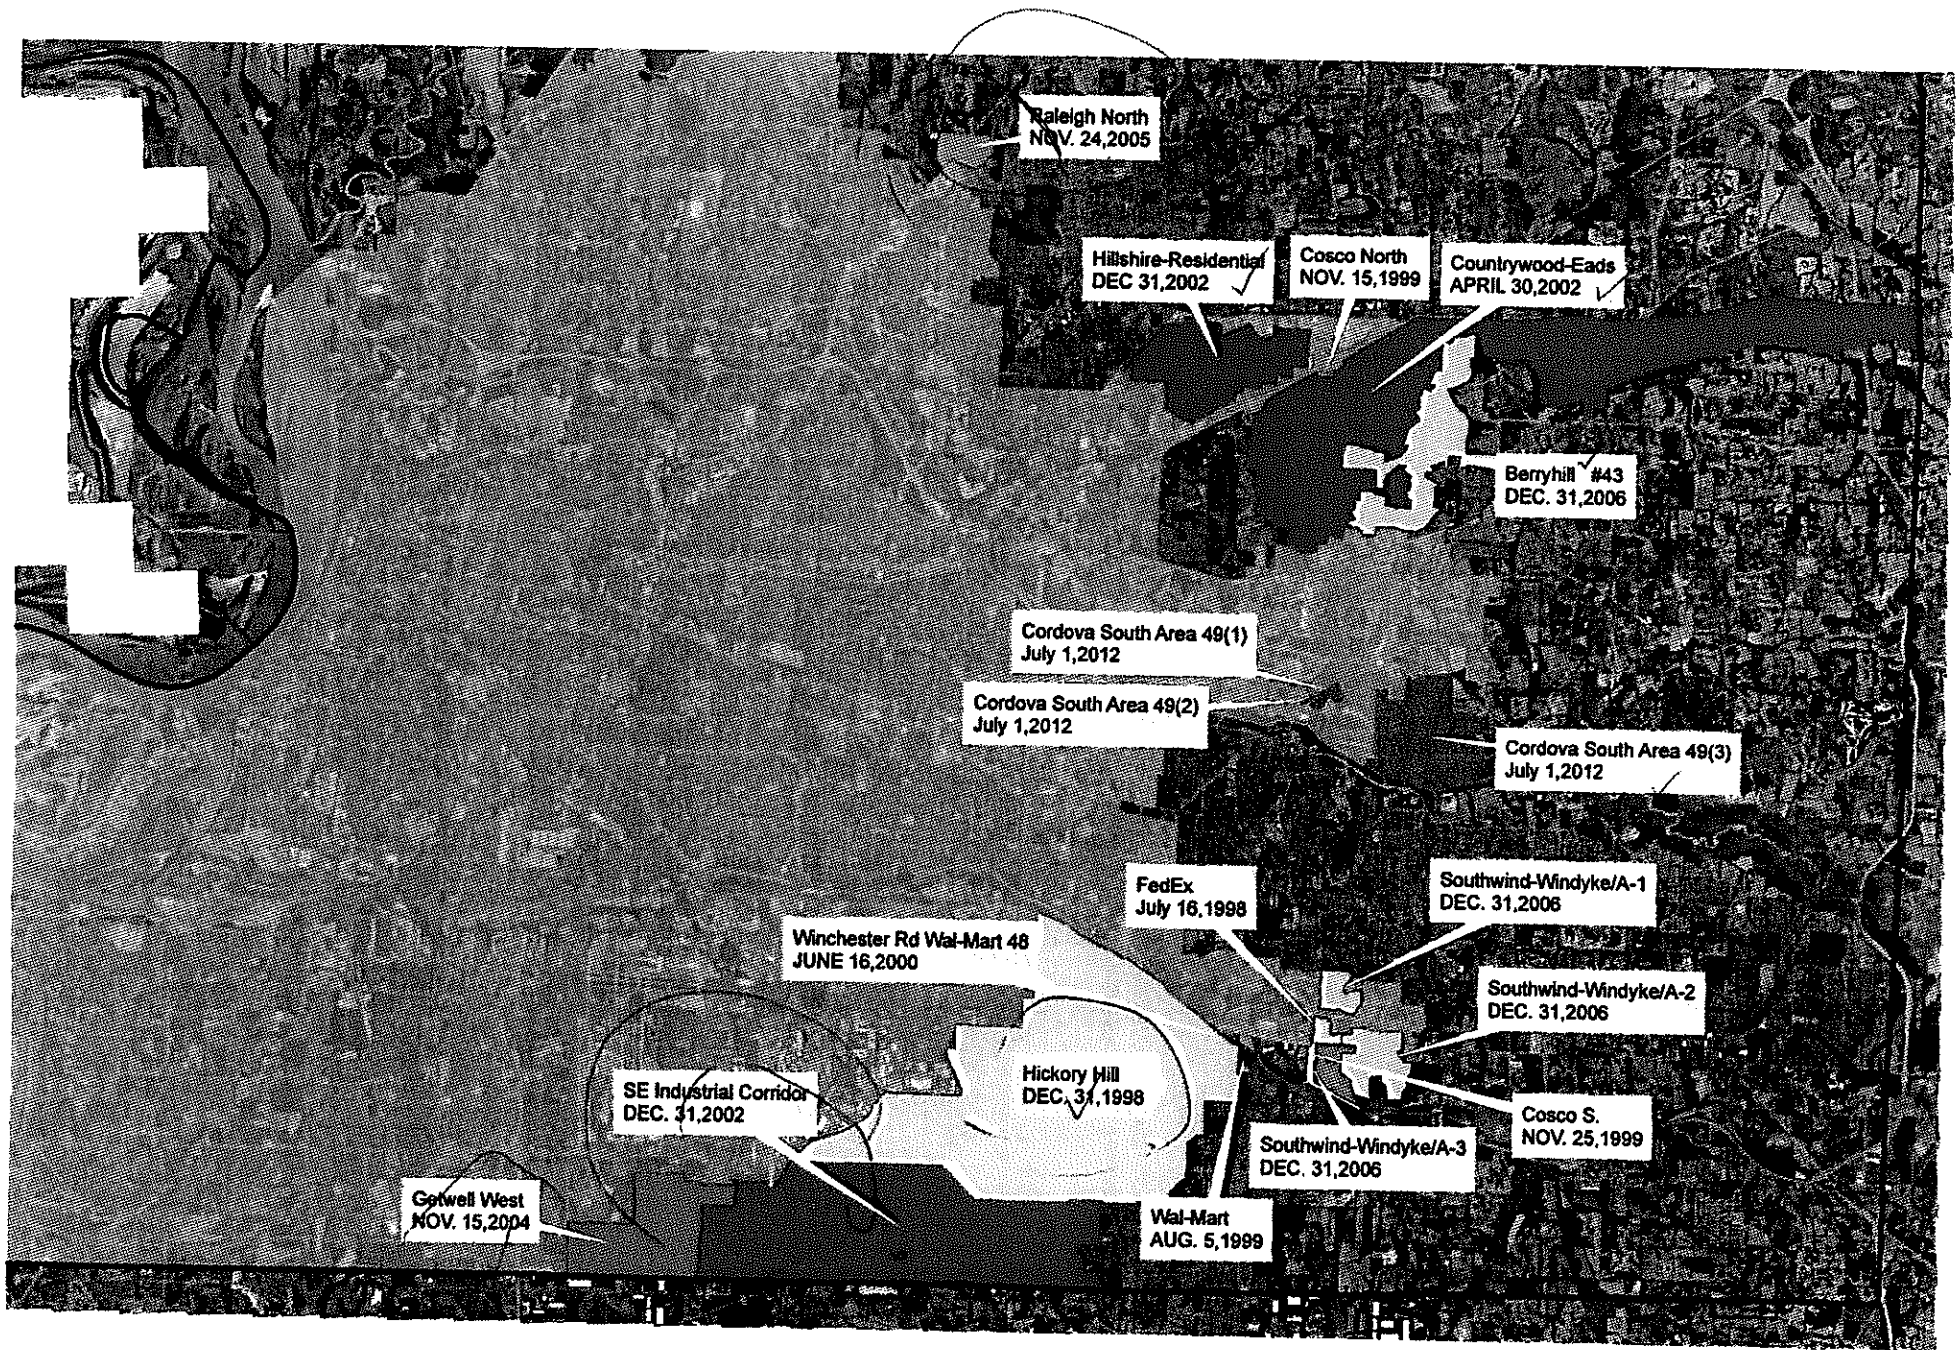 Raleigh North
NOV. 24,2005
Hillshire-Residential
DEC 31,2002
Cosco North
NOV. 15,1999
Countrywood-Eads
APRIL 30,2002
Berryhill #43
DEC. 31,2006
Cordova South Area 49(1)
July 1,2012
Cordova South Area 49(2)
July 1,2012
Cordova South Area 49(3)
July 1,2012
FedEx
July 16,1998
Southwind-Windyke/A-1
DEC. 31,2006
Winchester Rd Wal-Mart 48
JUNE 16,2000
Southwind-Windyke/A-2
DEC. 31,2006
SE Industrial Corridor
DEC. 31,2002
Hickory Hill
DEC. 31,1998
Cosco S.
NOV. 25,1999
Southwind-Windyke/A-3
DEC. 31,2006
Getwell West
NOV. 15,2004
Wal-Mart
AUG. 5,1999